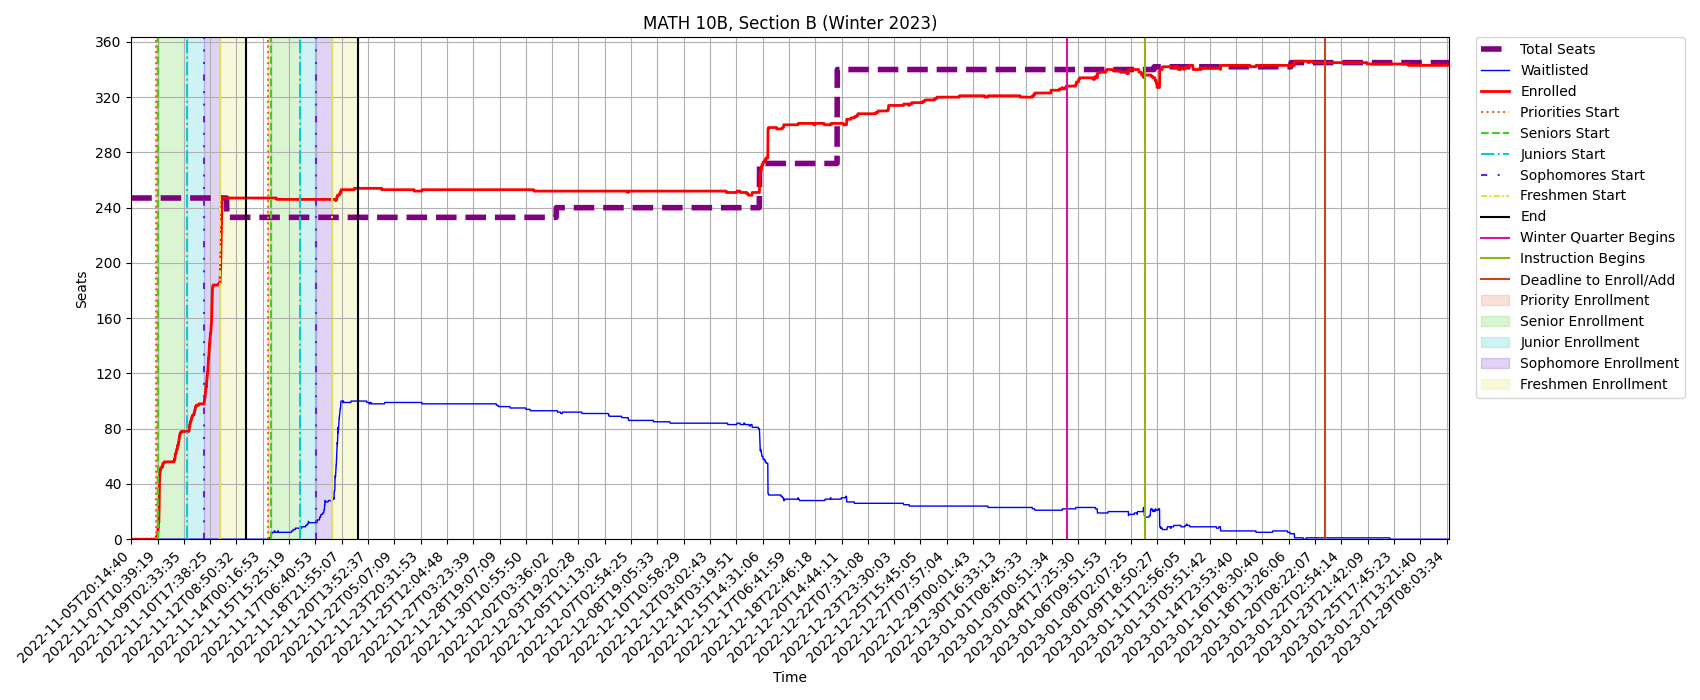 MATH 10B, Section B (Winter 2023)
360
320
280
240
200
160
120
80
40
0
Seats
2022-11-05T20:14:40
2022-11-07T10:39:19
2022-11-09T02:33:35
2022-11-10T17:38:25
2022-11-12T08:50:32
2022-11-14T00:16:53
2022-11-15T15:25:19
2022-11-17T06:40:53
2022-11-18T21:55:07
2022-11-20T13:52:37
2022-11-22T05:07:09
2022-11-23T20:31:53
2022-11-25T12:04:48
2022-11-27T03:23:39
2022-11-28T19:07:09
2022-11-30T10:55:50
2022-12-02T03:36:02
2022-12-03T19:20:28
2022-12-05T11:13:02
2022-12-07T02:54:25
2022-12-08T19:05:33
2022-12-10T10:58:29
2022-12-12T03:02:45
2022-12-14T03:19:51
2022-12-15T14:31:06
2022-12-17T06:41:59
2022-12-18T22:46:18
2022-12-20T14:44:11
2022-12-22T07:31:08
2022-12-23T23:30:03
2022-12-25T15:45:05
2022-12-27T07:57:04
2022-12-29T00:01:43
2022-12-30T16:33:13
2023-01-01T08:45:33
2023-01-03T00:51:34
2023-01-04T17:25:30
2023-01-06T09:51:53
2023-01-08T02:07:25
2023-01-09T18:50:27
2023-01-11T12:56:05
2023-01-13T03:51:42
2023-01-14T23:53:40
2023-01-16T18:30:40
2023-01-18T13:26:06
2023-01-20T08:22:07
2023-01-22T02:54:14
2023-01-23T21:42:09
2023-01-25T17:45:23
2023-01-27T13:21:40
2023-01-29T08:03:34
Time
Total Seats
Waitlisted
Enrolled
Priorities Start
Seniors Start
Juniors Start
Sophomores Start
Freshmen Start
End
Winter Quarter Begins
Instruction Begins
Deadline to Enroll/Add
Priority Enrollment
Senior Enrollment
Junior Enrollment
Sophomore Enrollment
Freshmen Enrollment